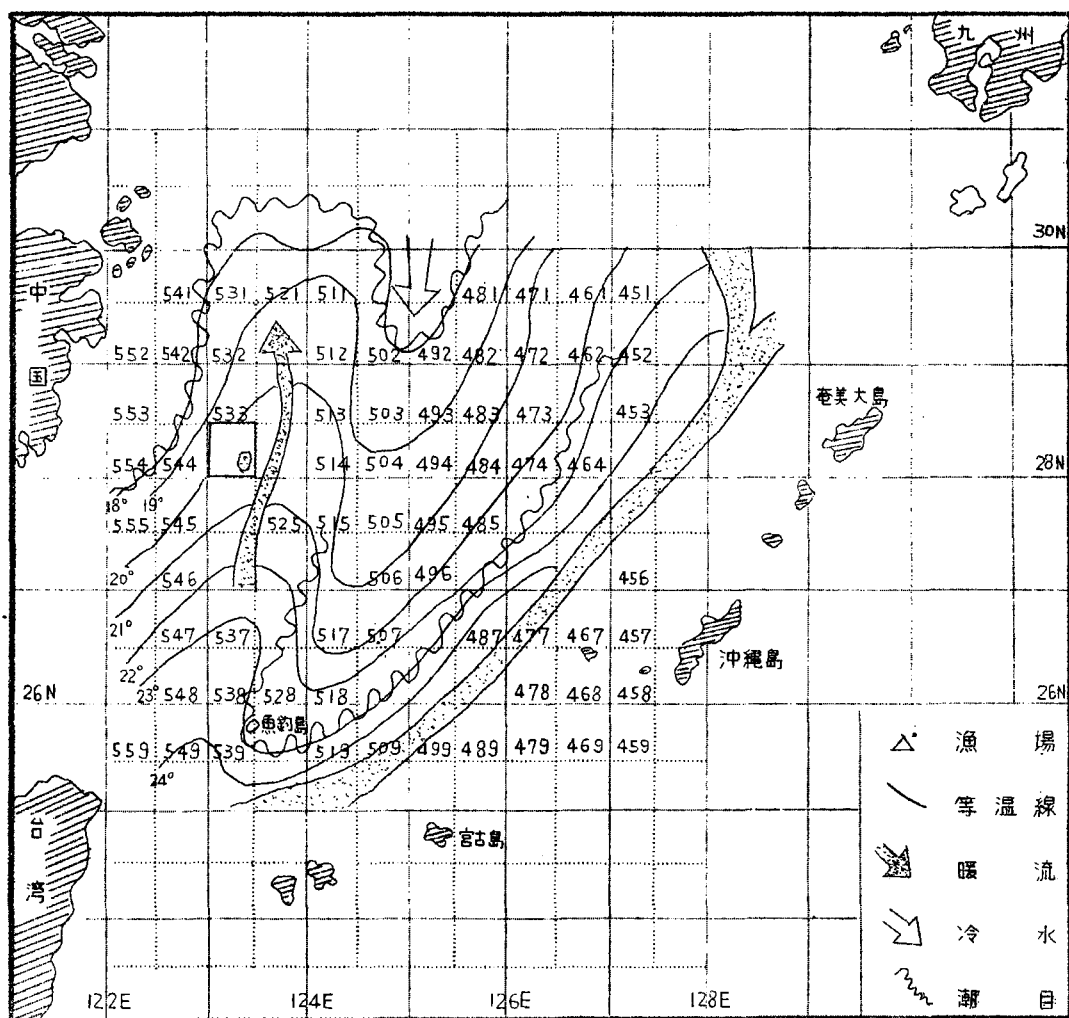 九 州
30N
中
541 531 521 511 481 471 461 451
552 542 532 512 502 492 482 472 462 452
国
553 533 513 503 493 483 473 453
奄美大島
554 544 514 504 494 484 474 464
28N
18° 19°
555 545 525 515 505 495 485
20° 546 506 496 456
21° 547 537 517 507 487 477 467 457
沖縄島
22°
26N 23° 548 538 528 518 478 468 458 26N
魚釣島
559 549 539 519 509 499 489 479 469 459
24°
漁 場
等 温 線
台
宮古島
暖 流
湾
冷 水
潮 目
122E 124E 126E 128E